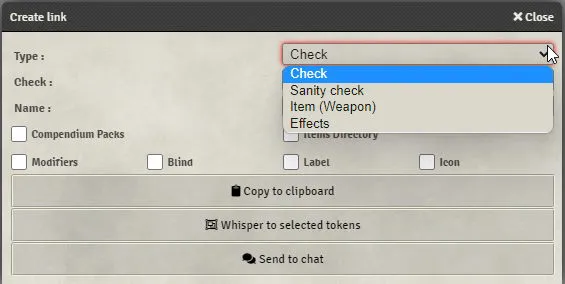 Create link
Close
Type :
Check
Check
Check :
Sanity check
Item (Weapon)
Name :
Effects
Compendium Packs
Items Directory
Modifiers
Blind
Label
Icon
Copy to clipboard
Whisper to selected tokens
Send to chat